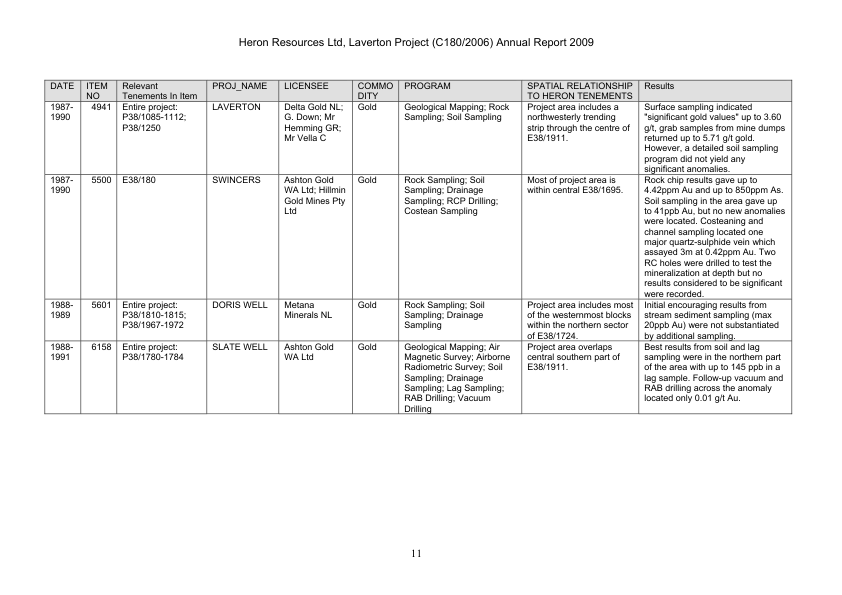 Heron Resources Ltd, Laverton Project (C180/2006) Annual Report 2009
DATE
ITEM
NO
Relevant
Tenements In Item
PROJ_NAME
LICENSEE
COMMO
DITY
PROGRAM
SPATIAL RELATIONSHIP
TO HERON TENEMENTS
Results
1987-
1990
4941
Entire project:
P38/1085-1112;
P38/1250
LAVERTON
Delta Gold NL;
G. Down; Mr
Hemming GR;
Mr Vella C
Gold
Geological Mapping; Rock
Sampling; Soil Sampling
Project area includes a
northwesterly trending
strip through the centre of
E38/1911.
Surface sampling indicated
"significant gold values" up to 3.60
g/t, grab samples from mine dumps
returned up to 5.71 g/t gold.
However, a detailed soil sampling
program did not yield any
significant anomalies.
1987-
1990
5500
E38/180
SWINCERS
Ashton Gold
WA Ltd; Hillmin
Gold Mines Pty
Ltd
Gold
Rock Sampling; Soil
Sampling; Drainage
Sampling; RCP Drilling;
Costean Sampling
Most of project area is
within central E38/1695.
Rock chip results gave up to
4.42ppm Au and up to 850ppm As.
Soil sampling in the area gave up
to 41ppb Au, but no new anomalies
were located. Costeaning and
channel sampling located one
major quartz-sulphide vein which
assayed 3m at 0.42ppm Au. Two
RC holes were drilled to test the
mineralization at depth but no
results considered to be significant
were recorded.
1988-
1989
5601
Entire project:
P38/1810-1815;
P38/1967-1972
DORIS WELL
Metana
Minerals NL
Gold
Rock Sampling; Soil
Sampling; Drainage
Sampling
Project area includes most
of the westernmost blocks
within the northern sector
of E38/1724.
Initial encouraging results from
stream sediment sampling (max
20ppb Au) were not substantiated
by additional sampling.
1988-
1991
6158
Entire project:
P38/1780-1784
SLATE WELL
Ashton Gold
WA Ltd
Gold
Geological Mapping; Air
Magnetic Survey; Airborne
Radiometric Survey; Soil
Sampling; Drainage
Sampling; Lag Sampling;
RAB Drilling; Vacuum
Drilling
Project area overlaps
central southern part of
E38/1911.
Best results from soil and lag
sampling were in the northern part
of the area with up to 145 ppb in a
lag sample. Follow-up vacuum and
RAB drilling across the anomaly
located only 0.01 g/t Au.
11